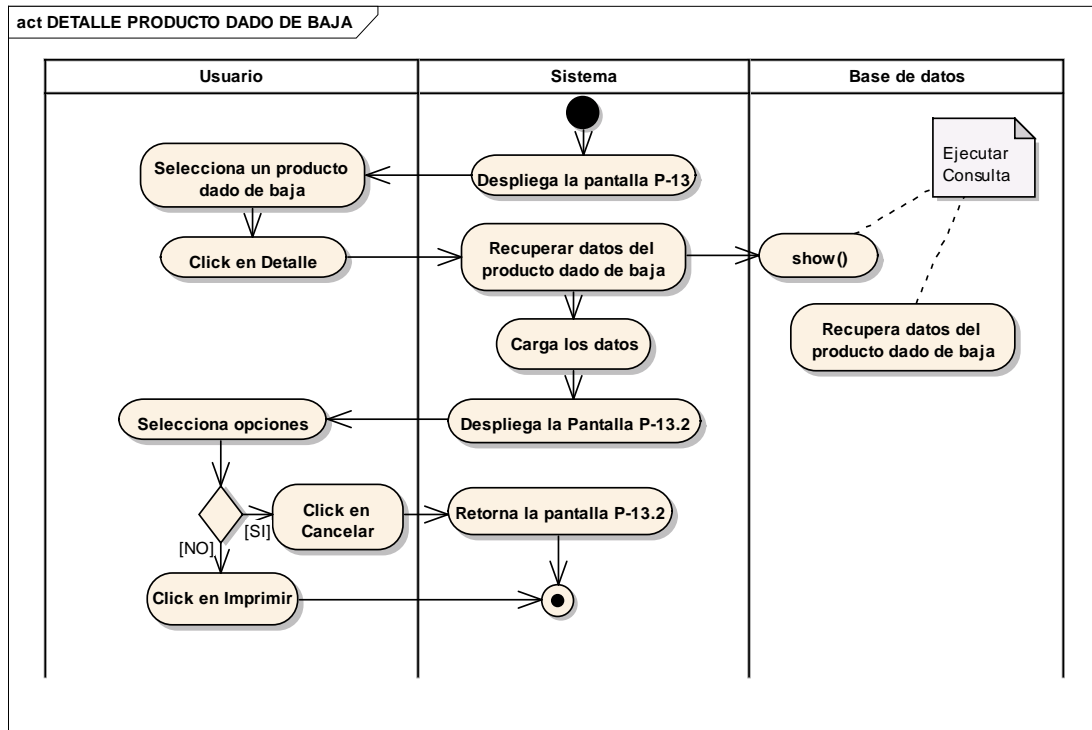 act DETALLE PRODUCTO DADO DE BAJA
Usuario
Sistema
Base de datos
Ejecutar
Consulta
Selecciona un producto
dado de baja
Despliega la pantalla P-13
Click en Detalle
Recuperar datos del
producto dado de baja
show()
Carga los datos
Recupera datos del
producto dado de baja
Selecciona opciones
Despliega la Pantalla P-13.2
Click en
Cancelar
Retorna la pantalla P-13.2
[SI]
[NO]
Click en Imprimir